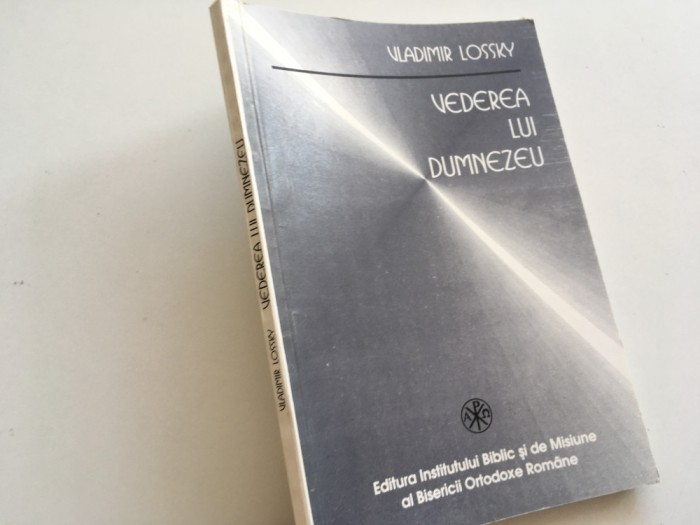 VLADIMIR LOSSKY
VEDEREA
LUI
DUMNEZEU
A P Ω
Editura Institutului Biblic și de Misiune
al Bisericii Ortodoxe Române
VLADIMIR LOSSKY VEDEREA LUI DUMNEZEU